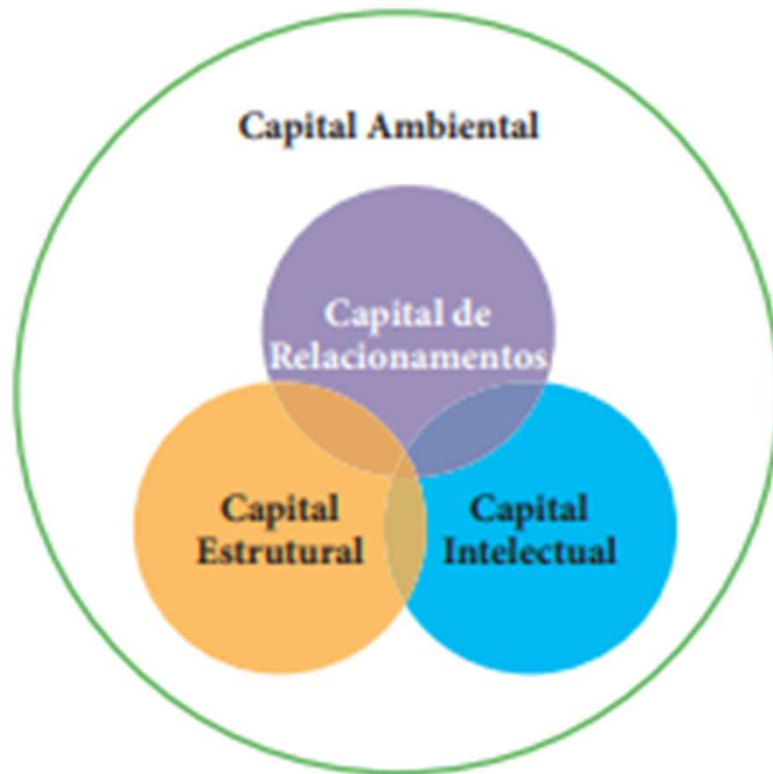 Capital Ambiental
Capital de
Relacionamentos
Capital
Estrutural
Capital
Intelectual